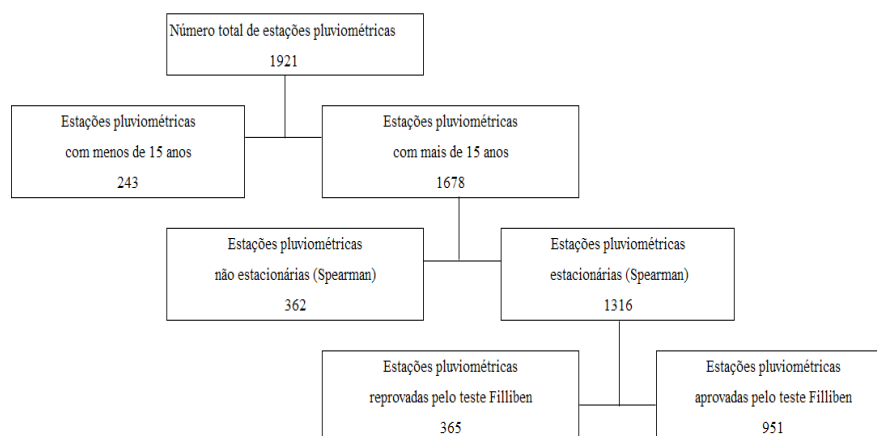 Número total de estações pluviométricas
1921
Estações pluviométricas
com menos de 15 anos
243
Estações pluviométricas
com mais de 15 anos
1678
Estações pluviométricas
não estacionárias (Spearman)
362
Estações pluviométricas
estacionárias (Spearman)
1316
Estações pluviométricas
reprovadas pelo teste Filliben
365
Estações pluviométricas
aprovadas pelo teste Filliben
951